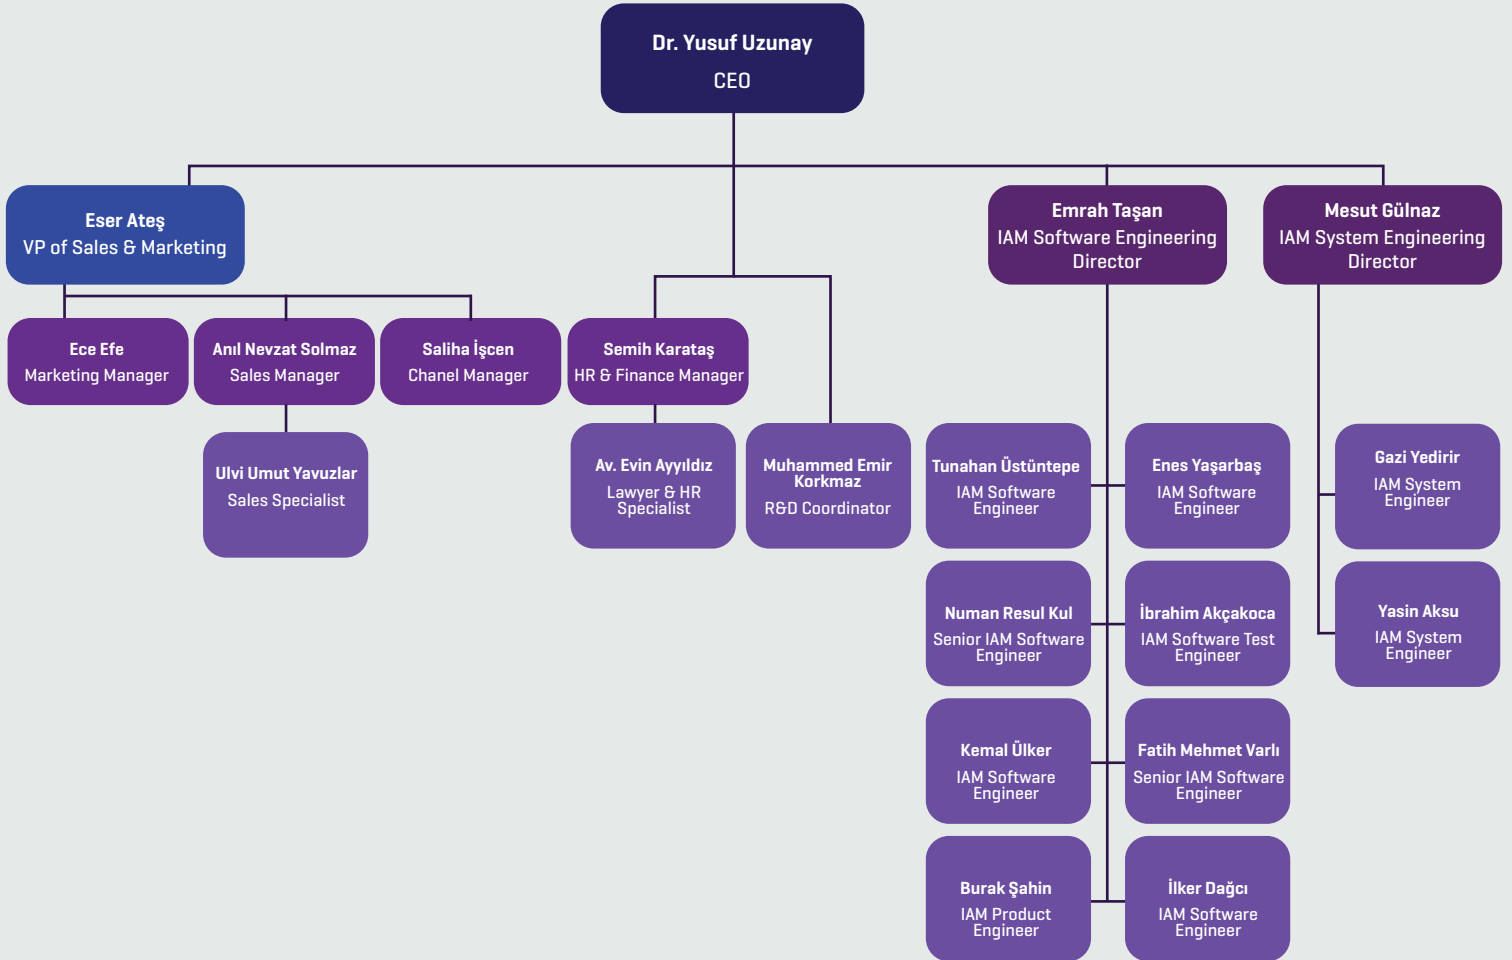 Dr. Yusuf Uzunay
CEO
Eser Ateş
VP of Sales & Marketing
Emrah Taşan
IAM Software Engineering
Director
Mesut Gülnaz
IAM System Engineering
Director
Ece Efe
Marketing Manager
Anıl Nevzat Solmaz
Sales Manager
Saliha İşcen
Chanel Manager
Semih Karataş
HR & Finance Manager
Ulvi Umut Yavuzlar
Sales Specialist
Av. Evin Ayyıldız
Lawyer & HR
Specialist
Muhammed Emir
Korkmaz
R&D Coordinator
Tunahan Üstüntepe
IAM Software
Engineer
Enes Yaşarbaş
IAM Software
Engineer
Gazi Yedirir
IAM System
Engineer
Numan Resul Kul
Senior IAM Software
Engineer
İbrahim Akçakoca
IAM Software Test
Engineer
Yasin Aksu
IAM System
Engineer
Kemal Ülker
IAM Software
Engineer
Fatih Mehmet Varlı
Senior IAM Software
Engineer
Burak Şahin
IAM Product
Engineer
İlker Dağcı
IAM Software
Engineer